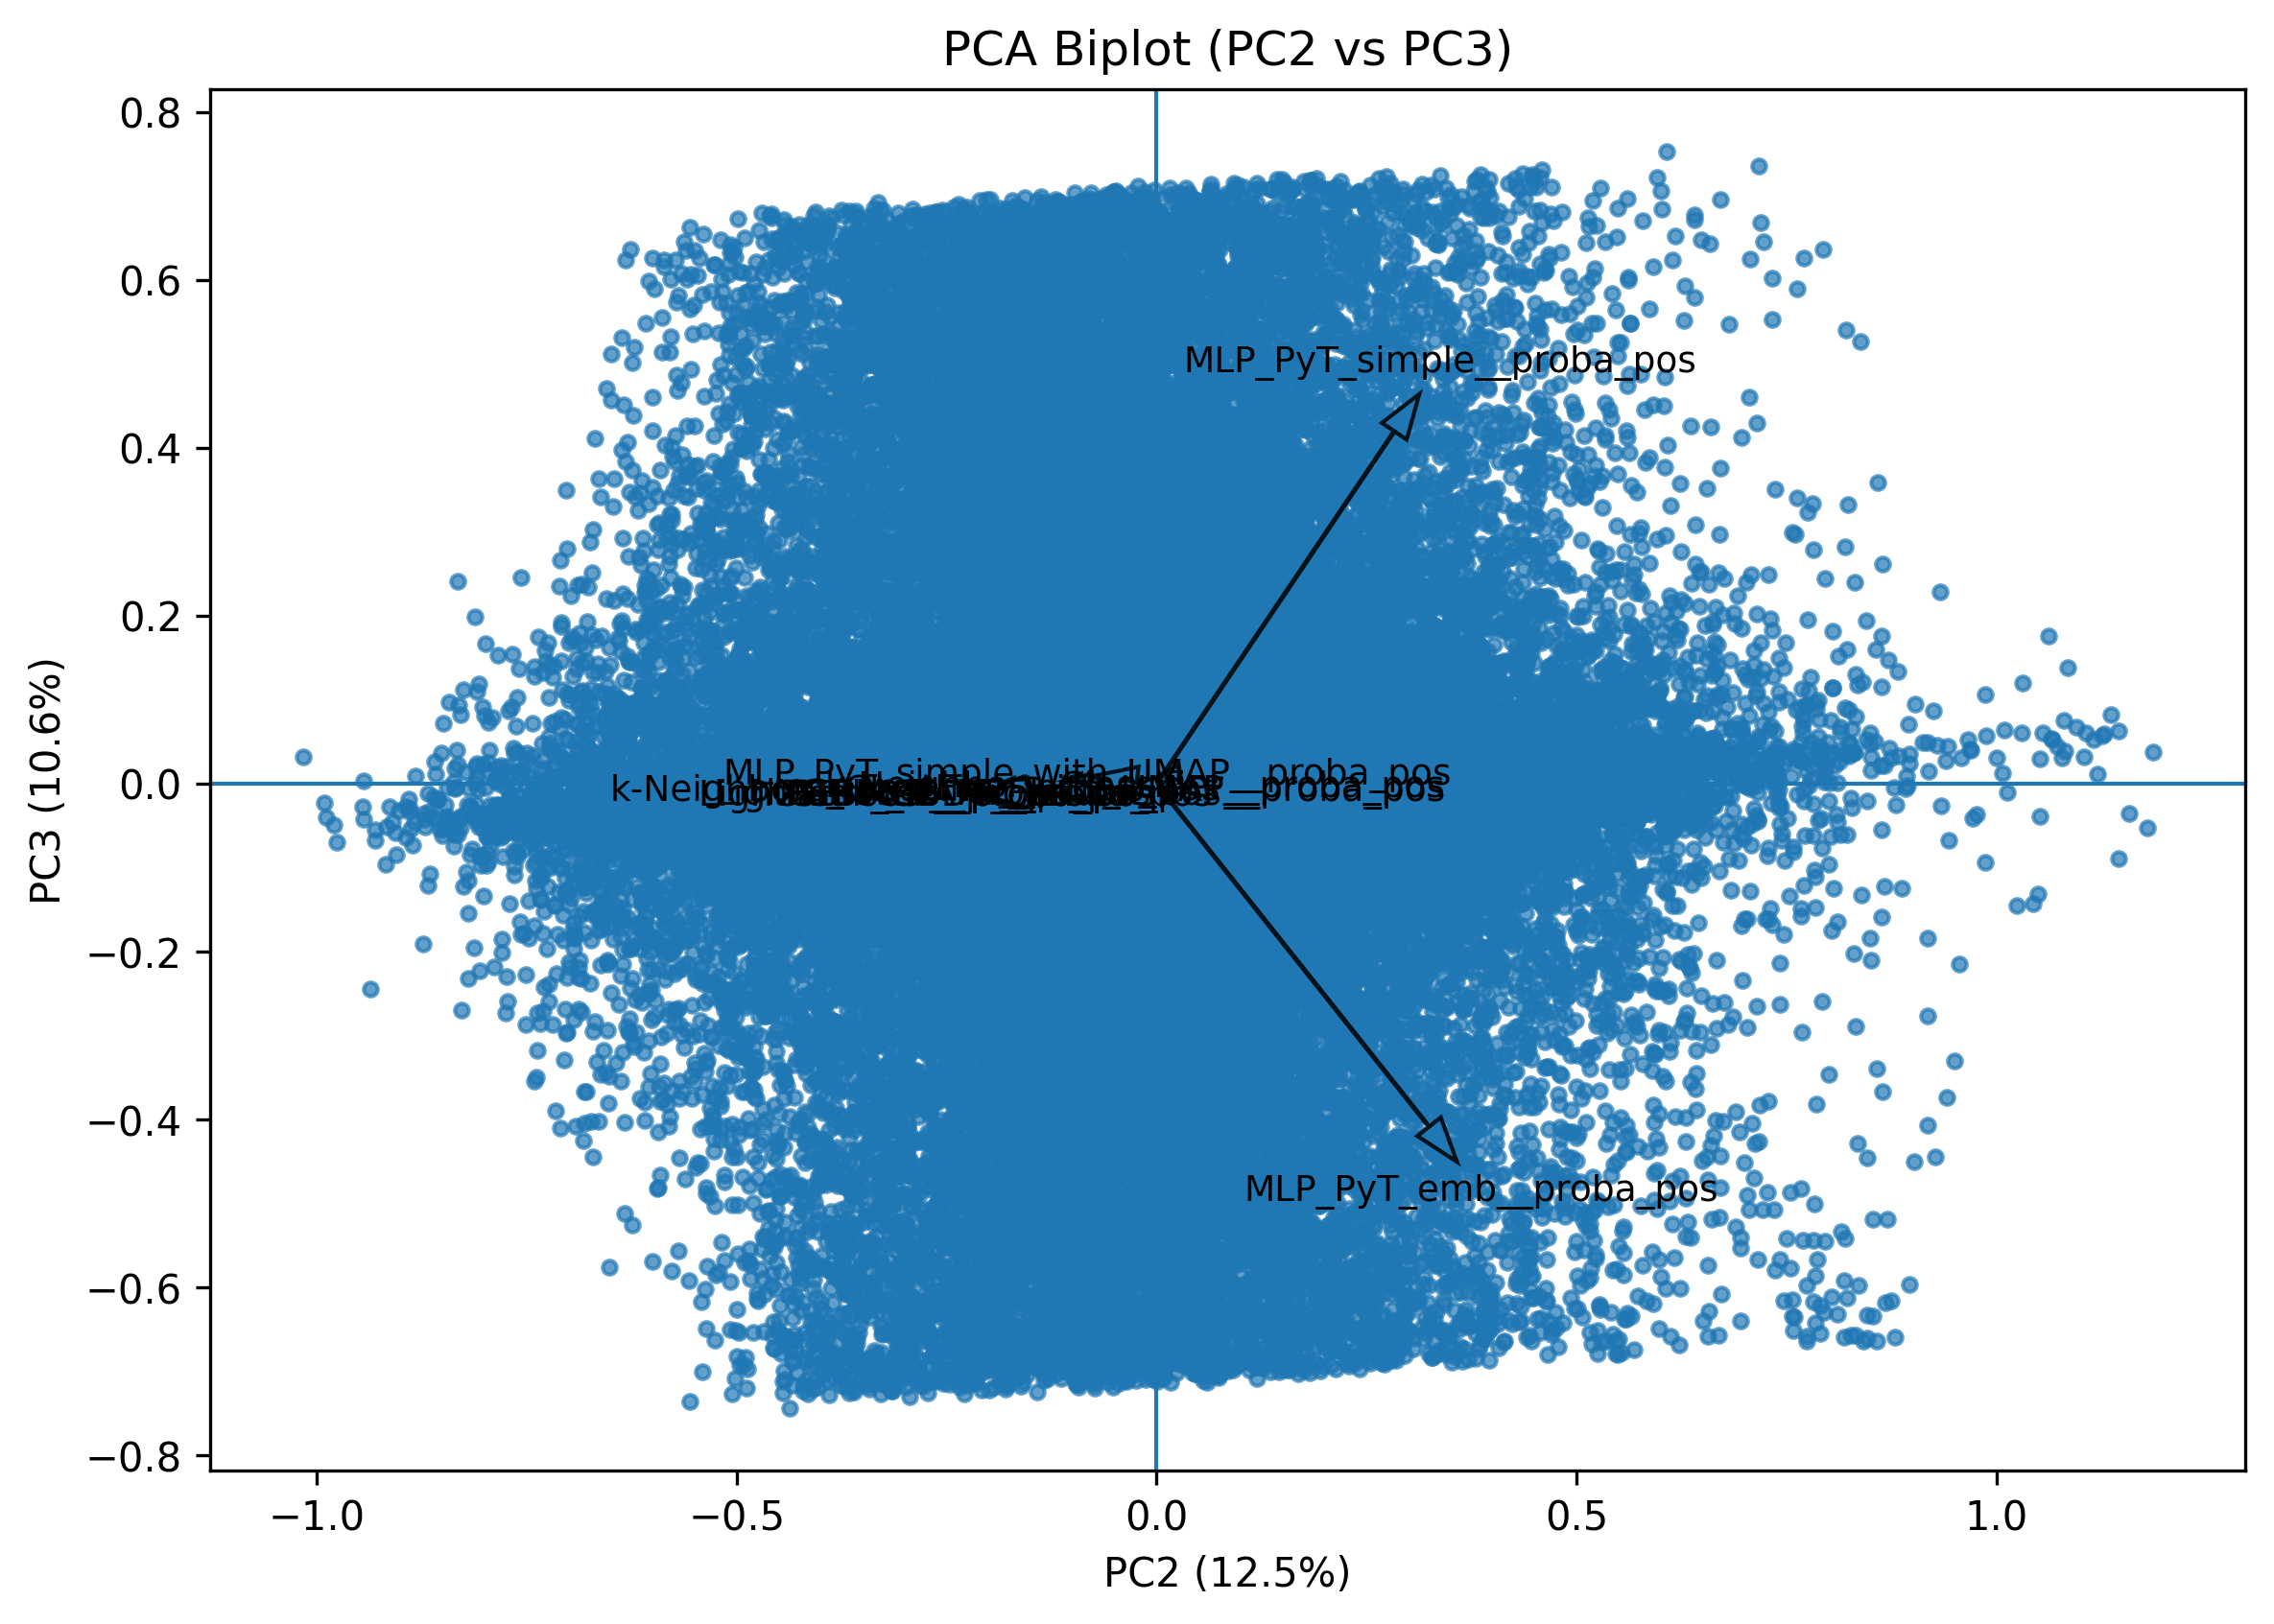 PCA Biplot (PC2 vs PC3)
0.8
0.6
0.4
0.2
0.0
−0.2
−0.4
−0.6
−0.8
PC3 (10.6%)
MLP_PyT_simple__proba_pos
MLP_PyT_simple_with_UMAP__proba_pos
k-Neig
proba_pos
MLP_PyT_emb__proba_pos
−1.0
−0.5
0.0
0.5
1.0
PC2 (12.5%)